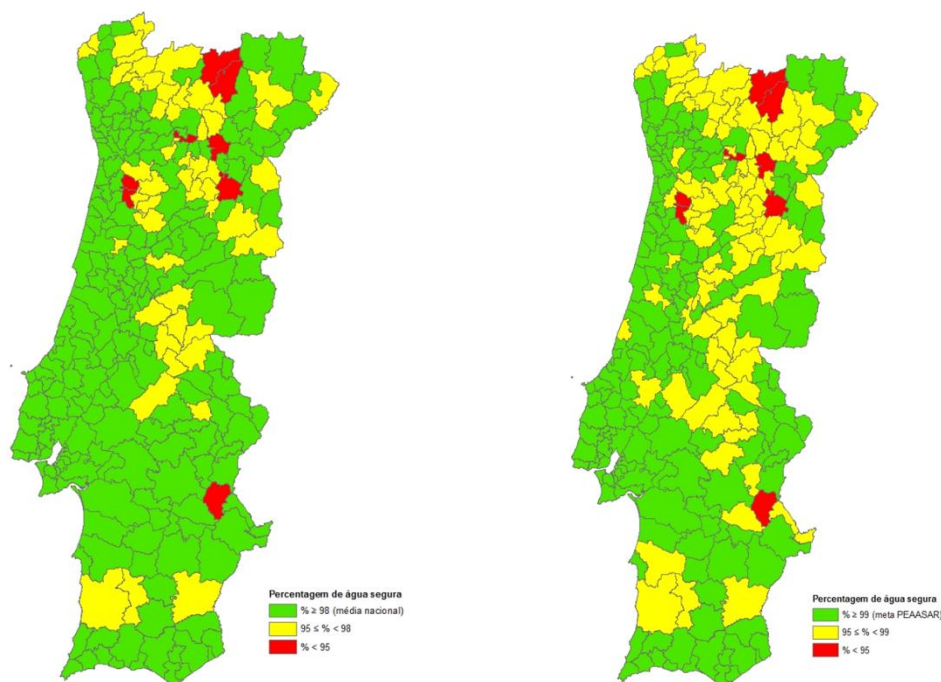 Percentagem de água segura
% ≥ 98 (média nacional)
95 ≤ % < 98
% < 95
Percentagem de água segura
% ≥ 99 (meta PEAASAR)
95 ≤ % < 99
% < 95